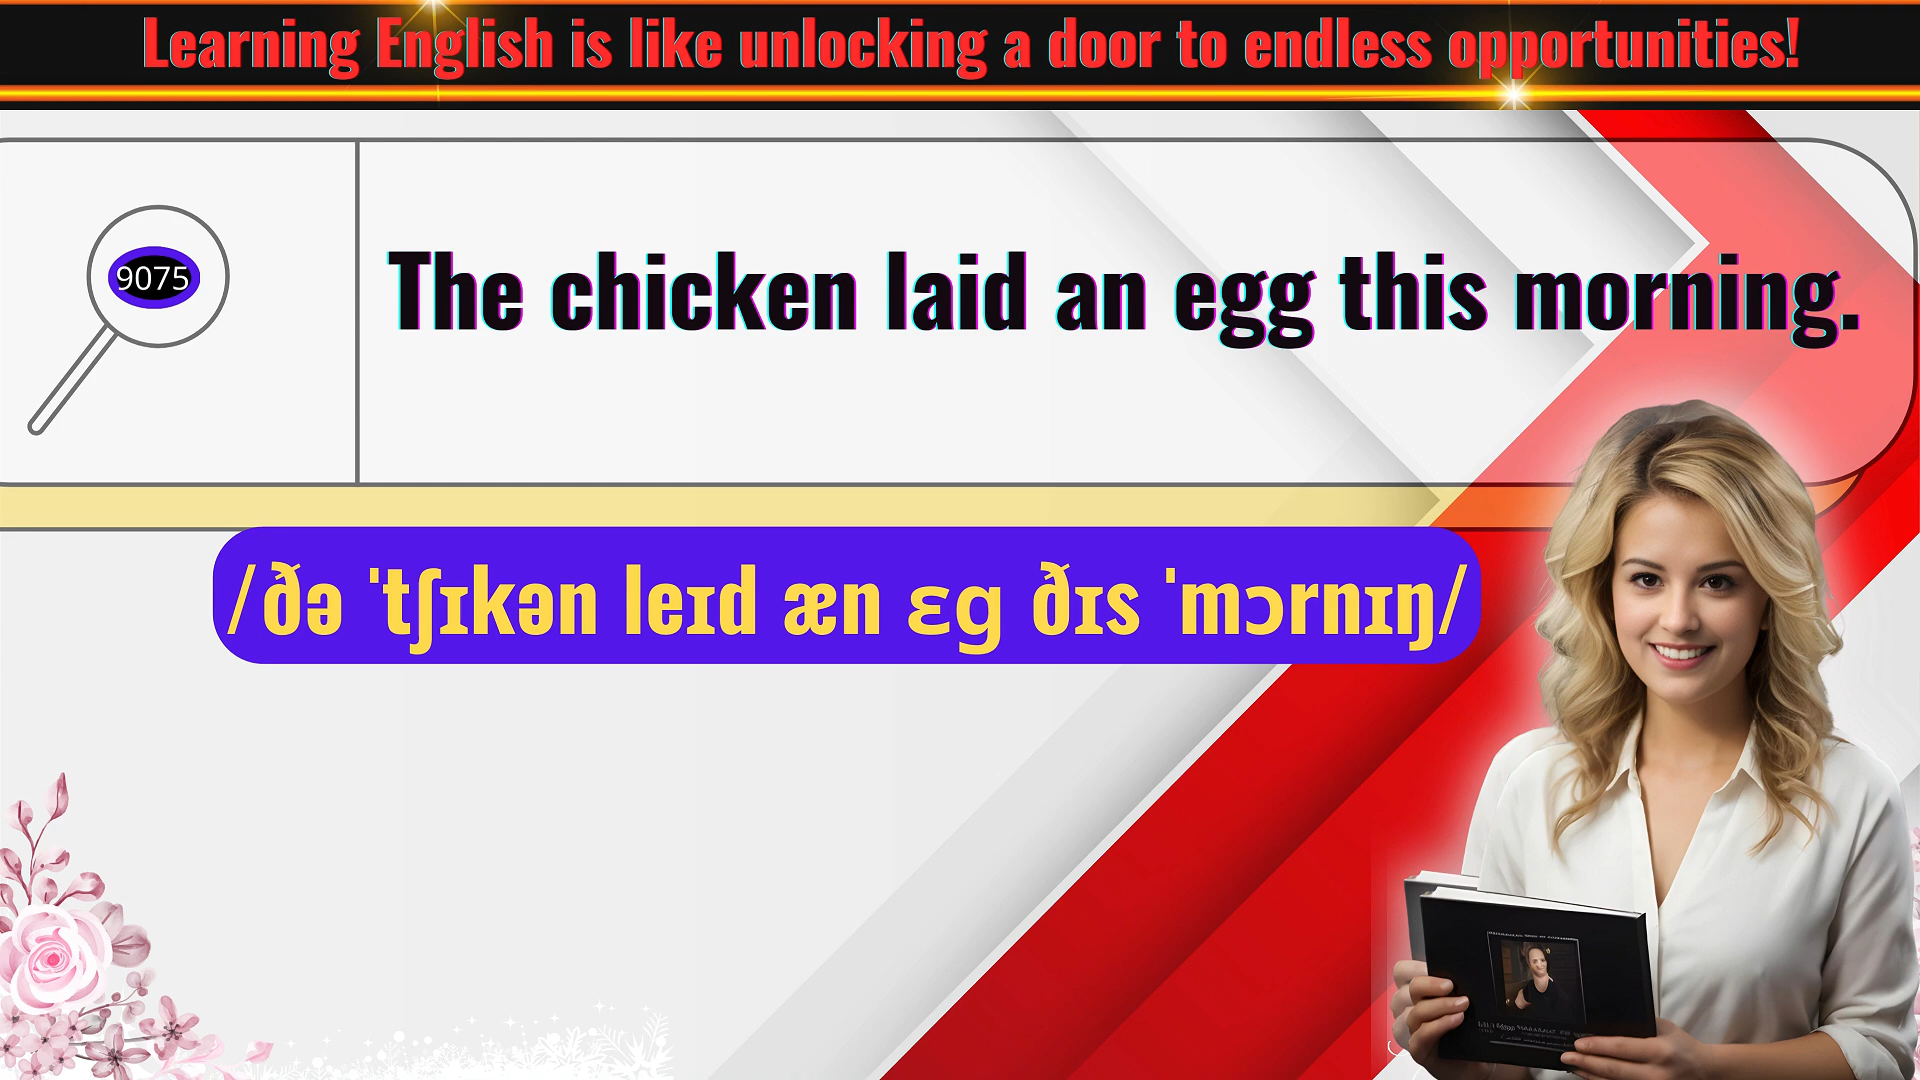 Learning English is like unlocking a door to endless opportunities!
9075
The chicken laid an egg this morning.
/ðə ˈtʃɪkən leɪd æn ɛg ðɪs ˈmɔrnɪŋ/